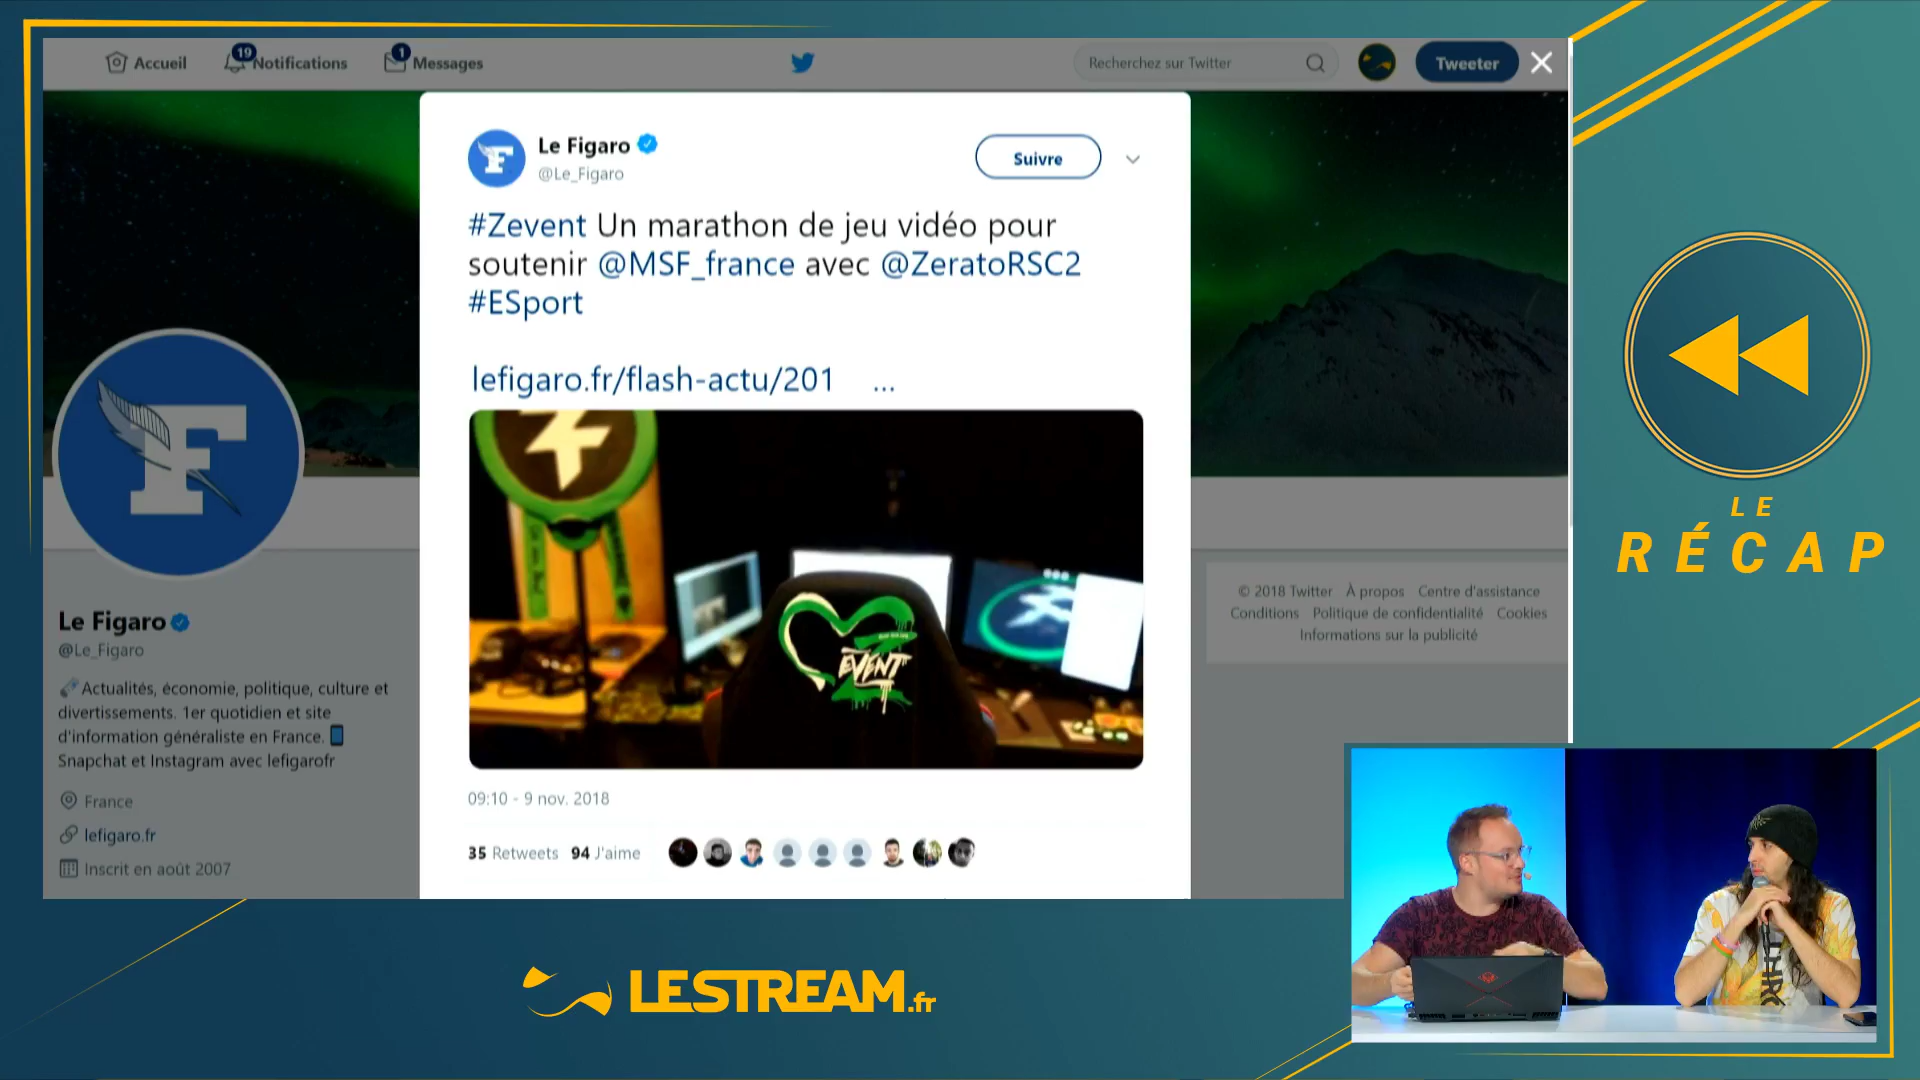 Accueil
19
Notifications
1
Messages
Recherchez sur Twitter
Tweeter
Le Figaro
@Le_Figaro
Suivre
#Zevent Un marathon de jeu vidéo pour
soutenir @MSF_france avec @ZeratoRSC2
#ESport
lefigaro.fr/flash-actu/201 ...
EVENT
09:10 - 9 nov. 2018
35 Retweets 94 J'aime
F
Le Figaro
@Le_Figaro
Actualités, économie, politique, culture et
divertissements. 1er quotidien et site
d'information généraliste en France.
Snapchat et Instagram avec lefigarofr
France
lefigaro.fr
Inscrit en août 2007
© 2018 Twitter À propos Centre d'assistance
Conditions Politique de confidentialité Cookies
Informations sur la publicité
LE
RÉCAP
LESTREAM.fr